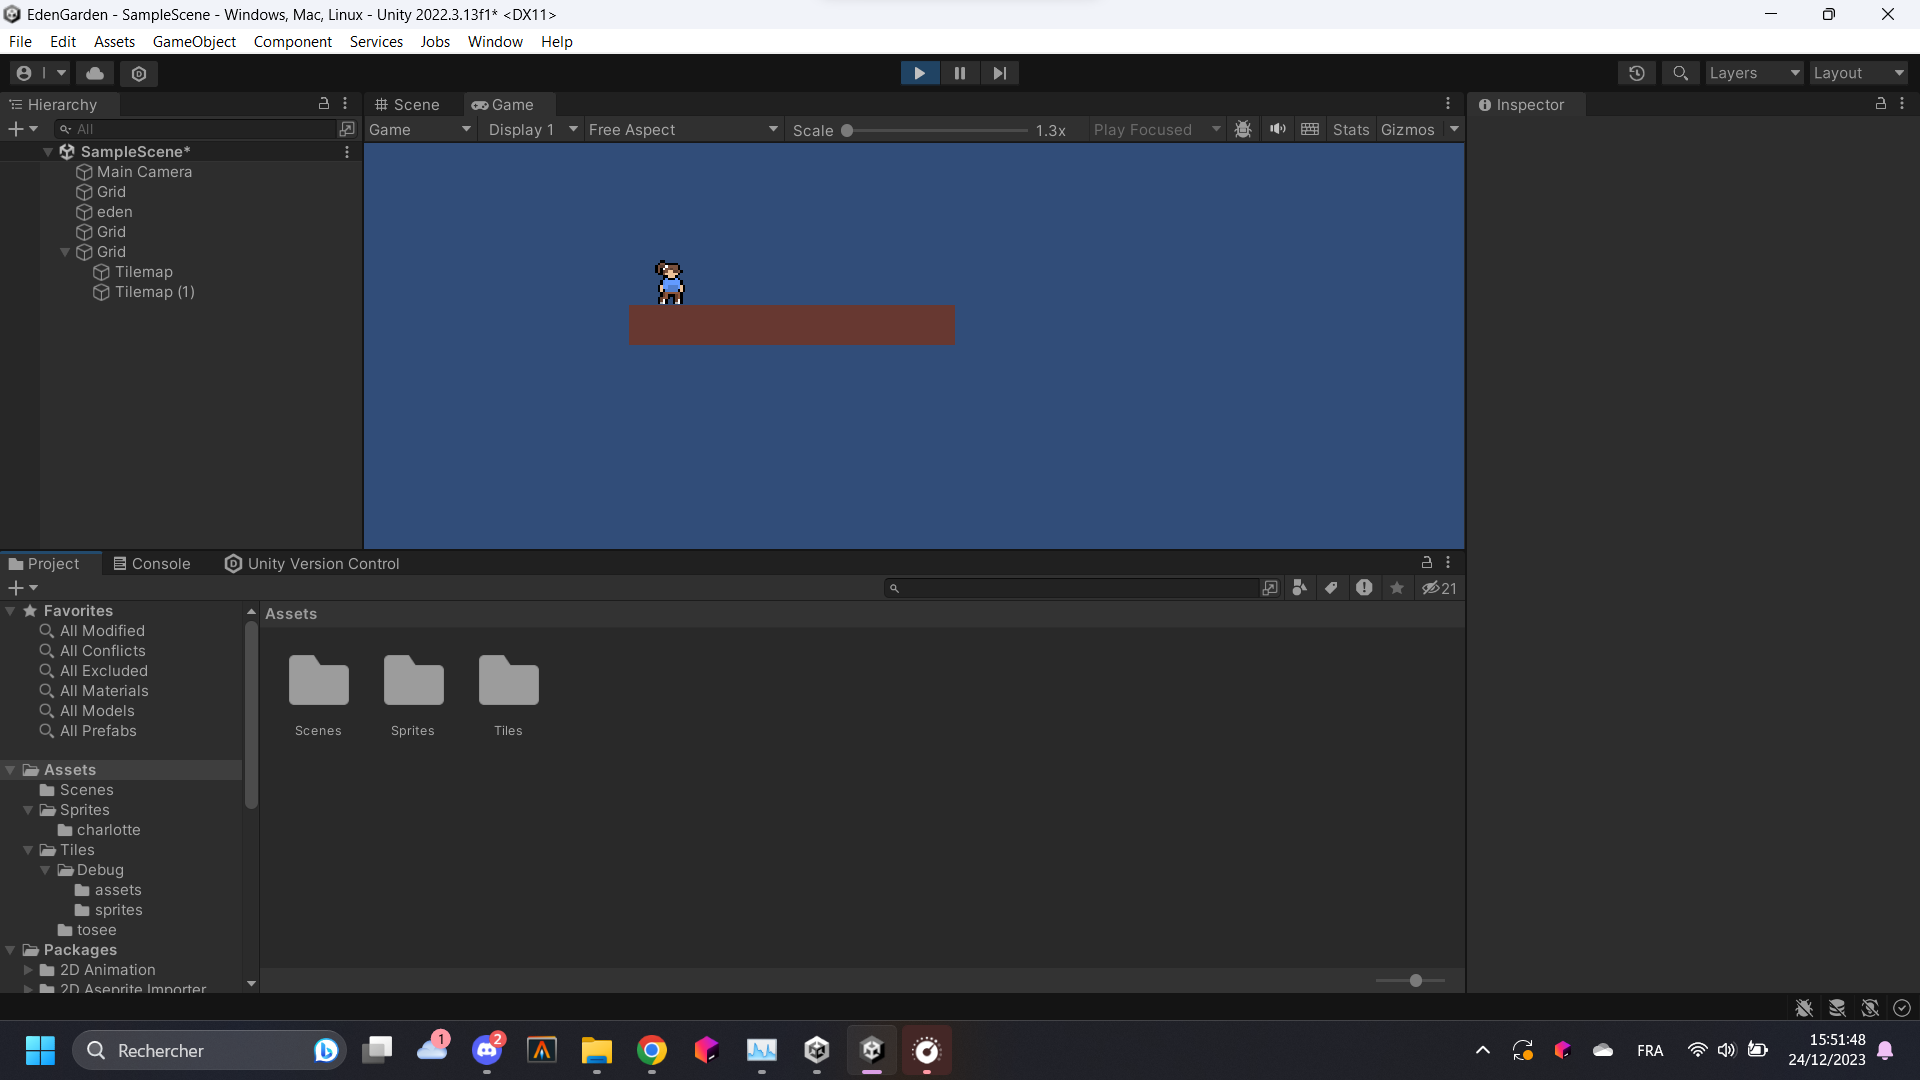 EdenGarden - SampleScene - Windows, Mac, Linux - Unity 2022.3.13f1* <DX11>
File Edit Assets GameObject Component Services Jobs Window Help
Layers Layout
Hierarchy
All
SampleScene*
Main Camera
Grid
eden
Grid
Grid
Tilemap
Tilemap (1)
Scene Game
Game Display 1 Free Aspect Scale 1.3x Play Focused Stats Gizmos
Inspector
Project Console Unity Version Control
21
Favorites
All Modified
All Conflicts
All Excluded
All Materials
All Models
All Prefabs
Assets
Scenes
Sprites
charlotte
Tiles
Debug
assets
sprites
tosee
Packages
2D Animation
2D Aseprite Importer
Assets
Scenes Sprites Tiles
Rechercher
1
2
FRA
15:51:48
24/12/2023